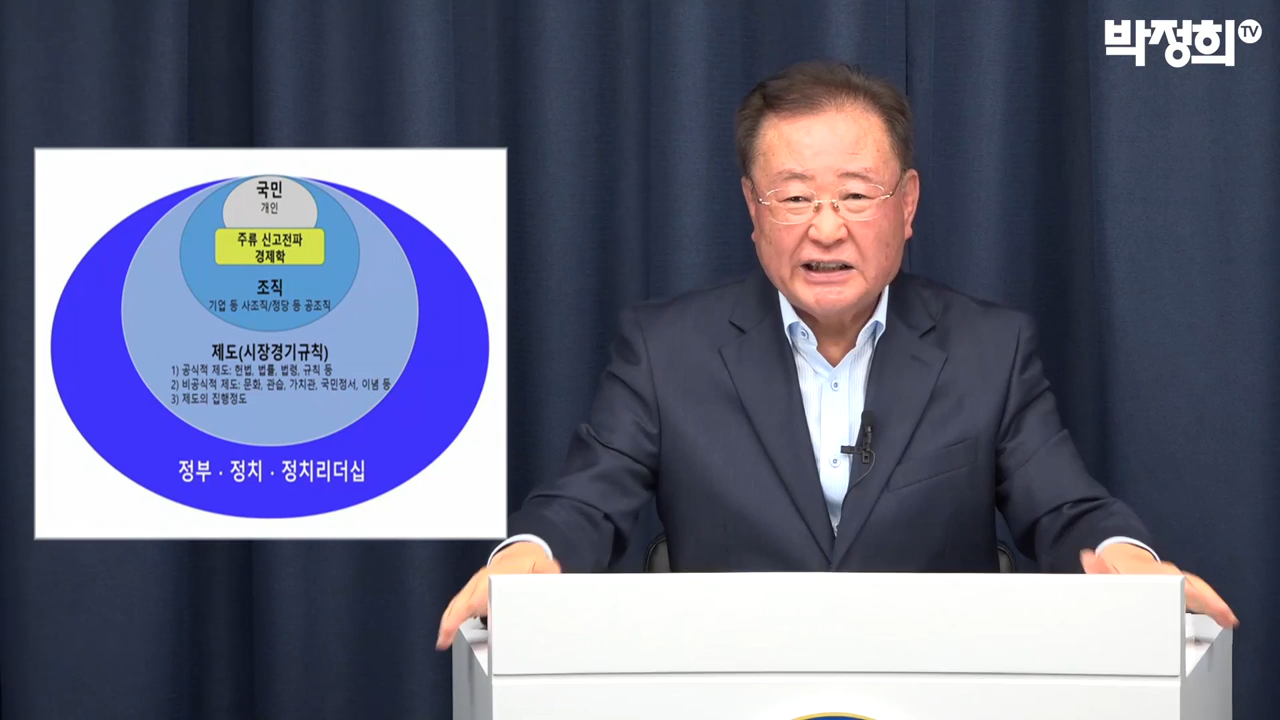 박정희TV
국민
개인
주류 신고전파
경제학
조직
기업 등 사조직/정당 등 공조직
제도(시장경기규칙)
1) 공식적 제도: 헌법, 법률, 법령, 규칙 등
2) 비공식적 제도: 문화, 관습, 가치관, 국민정서, 이념 등
3) 제도의 집행정도
정부 · 정치 · 정치리더십